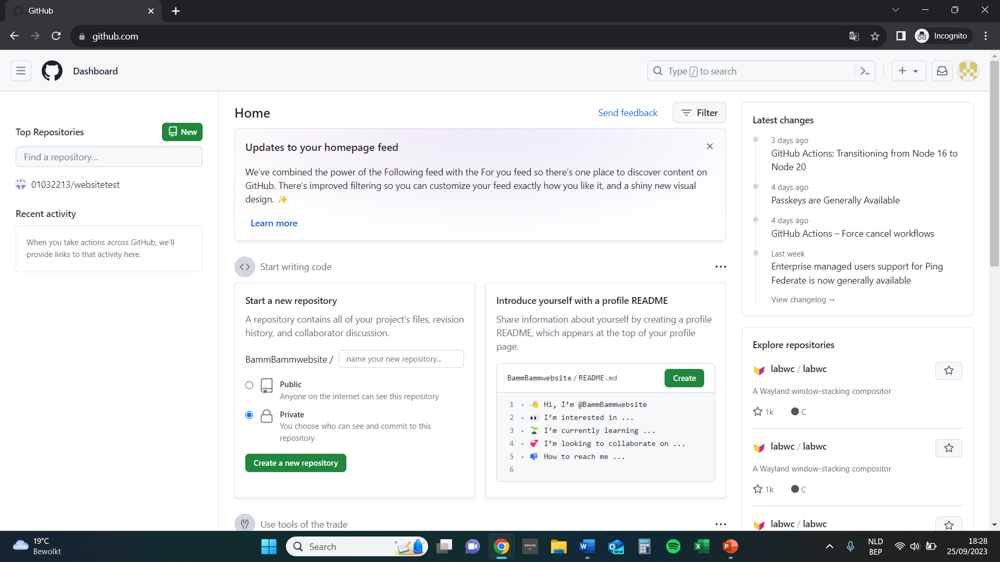 GitHub
github.com
Incognito
Dashboard
Type / to search
Top Repositories
New
Find a repository...
01032213/websitetest
Recent activity
When you take actions across GitHub, we'll
provide links to that activity here.
Home
Send feedback
Filter
Updates to your homepage feed
We've combined the power of the Following feed with the For you feed so there's one place to discover content on
GitHub. There's improved filtering so you can customize your feed exactly how you like it, and a shiny new visual
design. ✨
Learn more
Start writing code
Start a new repository
A repository contains all of your project's files, revision
history, and collaborator discussion.
BammBammwebsite /
name your new repository...
Public
Anyone on the internet can see this repository
Private
You choose who can see and commit to this
repository
Create a new repository
Introduce yourself with a profile README
Share information about yourself by creating a profile
README, which appears at the top of your profile
page.
BammBammwebsite / README.md
Create
1 - 👋 Hi, I'm @BammBammwebsite
2 - 👀 I'm interested in ...
3 - 🌱 I'm currently learning ...
4 - 💞️ I'm looking to collaborate on ...
5 - 📫 How to reach me ...
6
Use tools of the trade
Latest changes
3 days ago
GitHub Actions: Transitioning from Node 16 to
Node 20
4 days ago
Passkeys are Generally Available
4 days ago
GitHub Actions – Force cancel workflows
Last week
Enterprise managed users support for Ping
Federate is now generally available
View changelog →
Explore repositories
labwc / labwc
A Wayland window-stacking compositor
1k
C
labwc / labwc
A Wayland window-stacking compositor
1k
C
labwc / labwc
19°C
Bewolkt
Search
SONOS
S1
W
NEW
X
P
NLD
BEP
18:28
25/09/2023